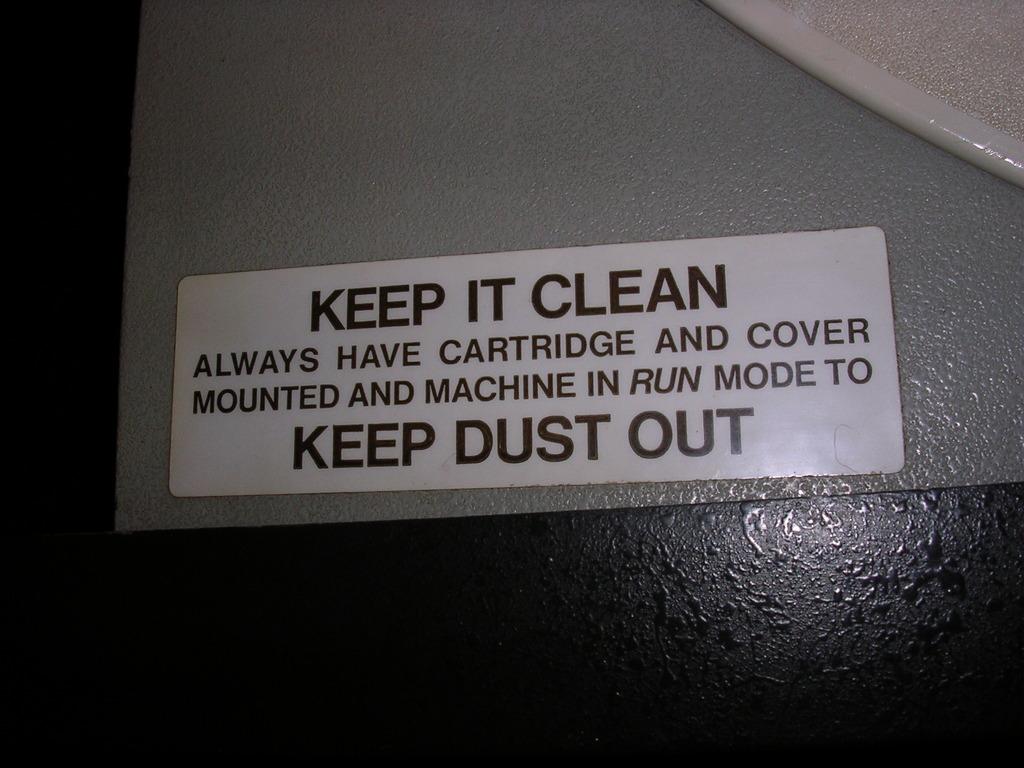 KEEP IT CLEAN
ALWAYS HAVE CARTRIDGE AND COVER
MOUNTED AND MACHINE IN RUN MODE TO
KEEP DUST OUT